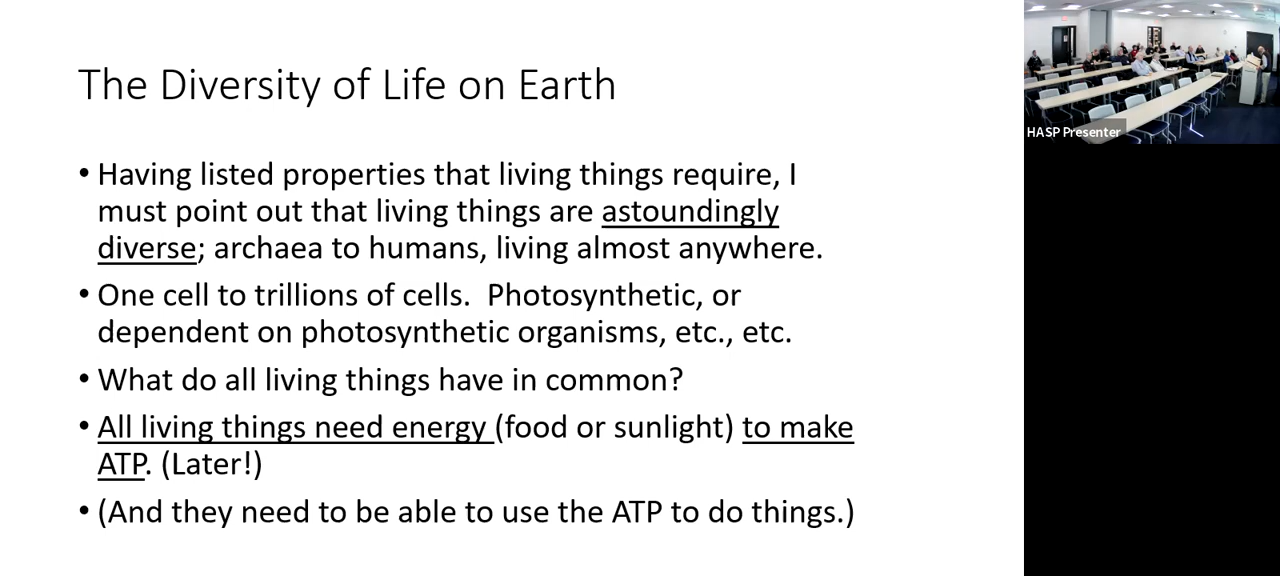 The Diversity of Life on Earth
• Having listed properties that living things require, I
must point out that living things are astoundingly
diverse; archaea to humans, living almost anywhere.
• One cell to trillions of cells.  Photosynthetic, or
dependent on photosynthetic organisms, etc., etc.
• What do all living things have in common?
• All living things need energy (food or sunlight) to make
ATP. (Later!)
• (And they need to be able to use the ATP to do things.)
HASP Presenter